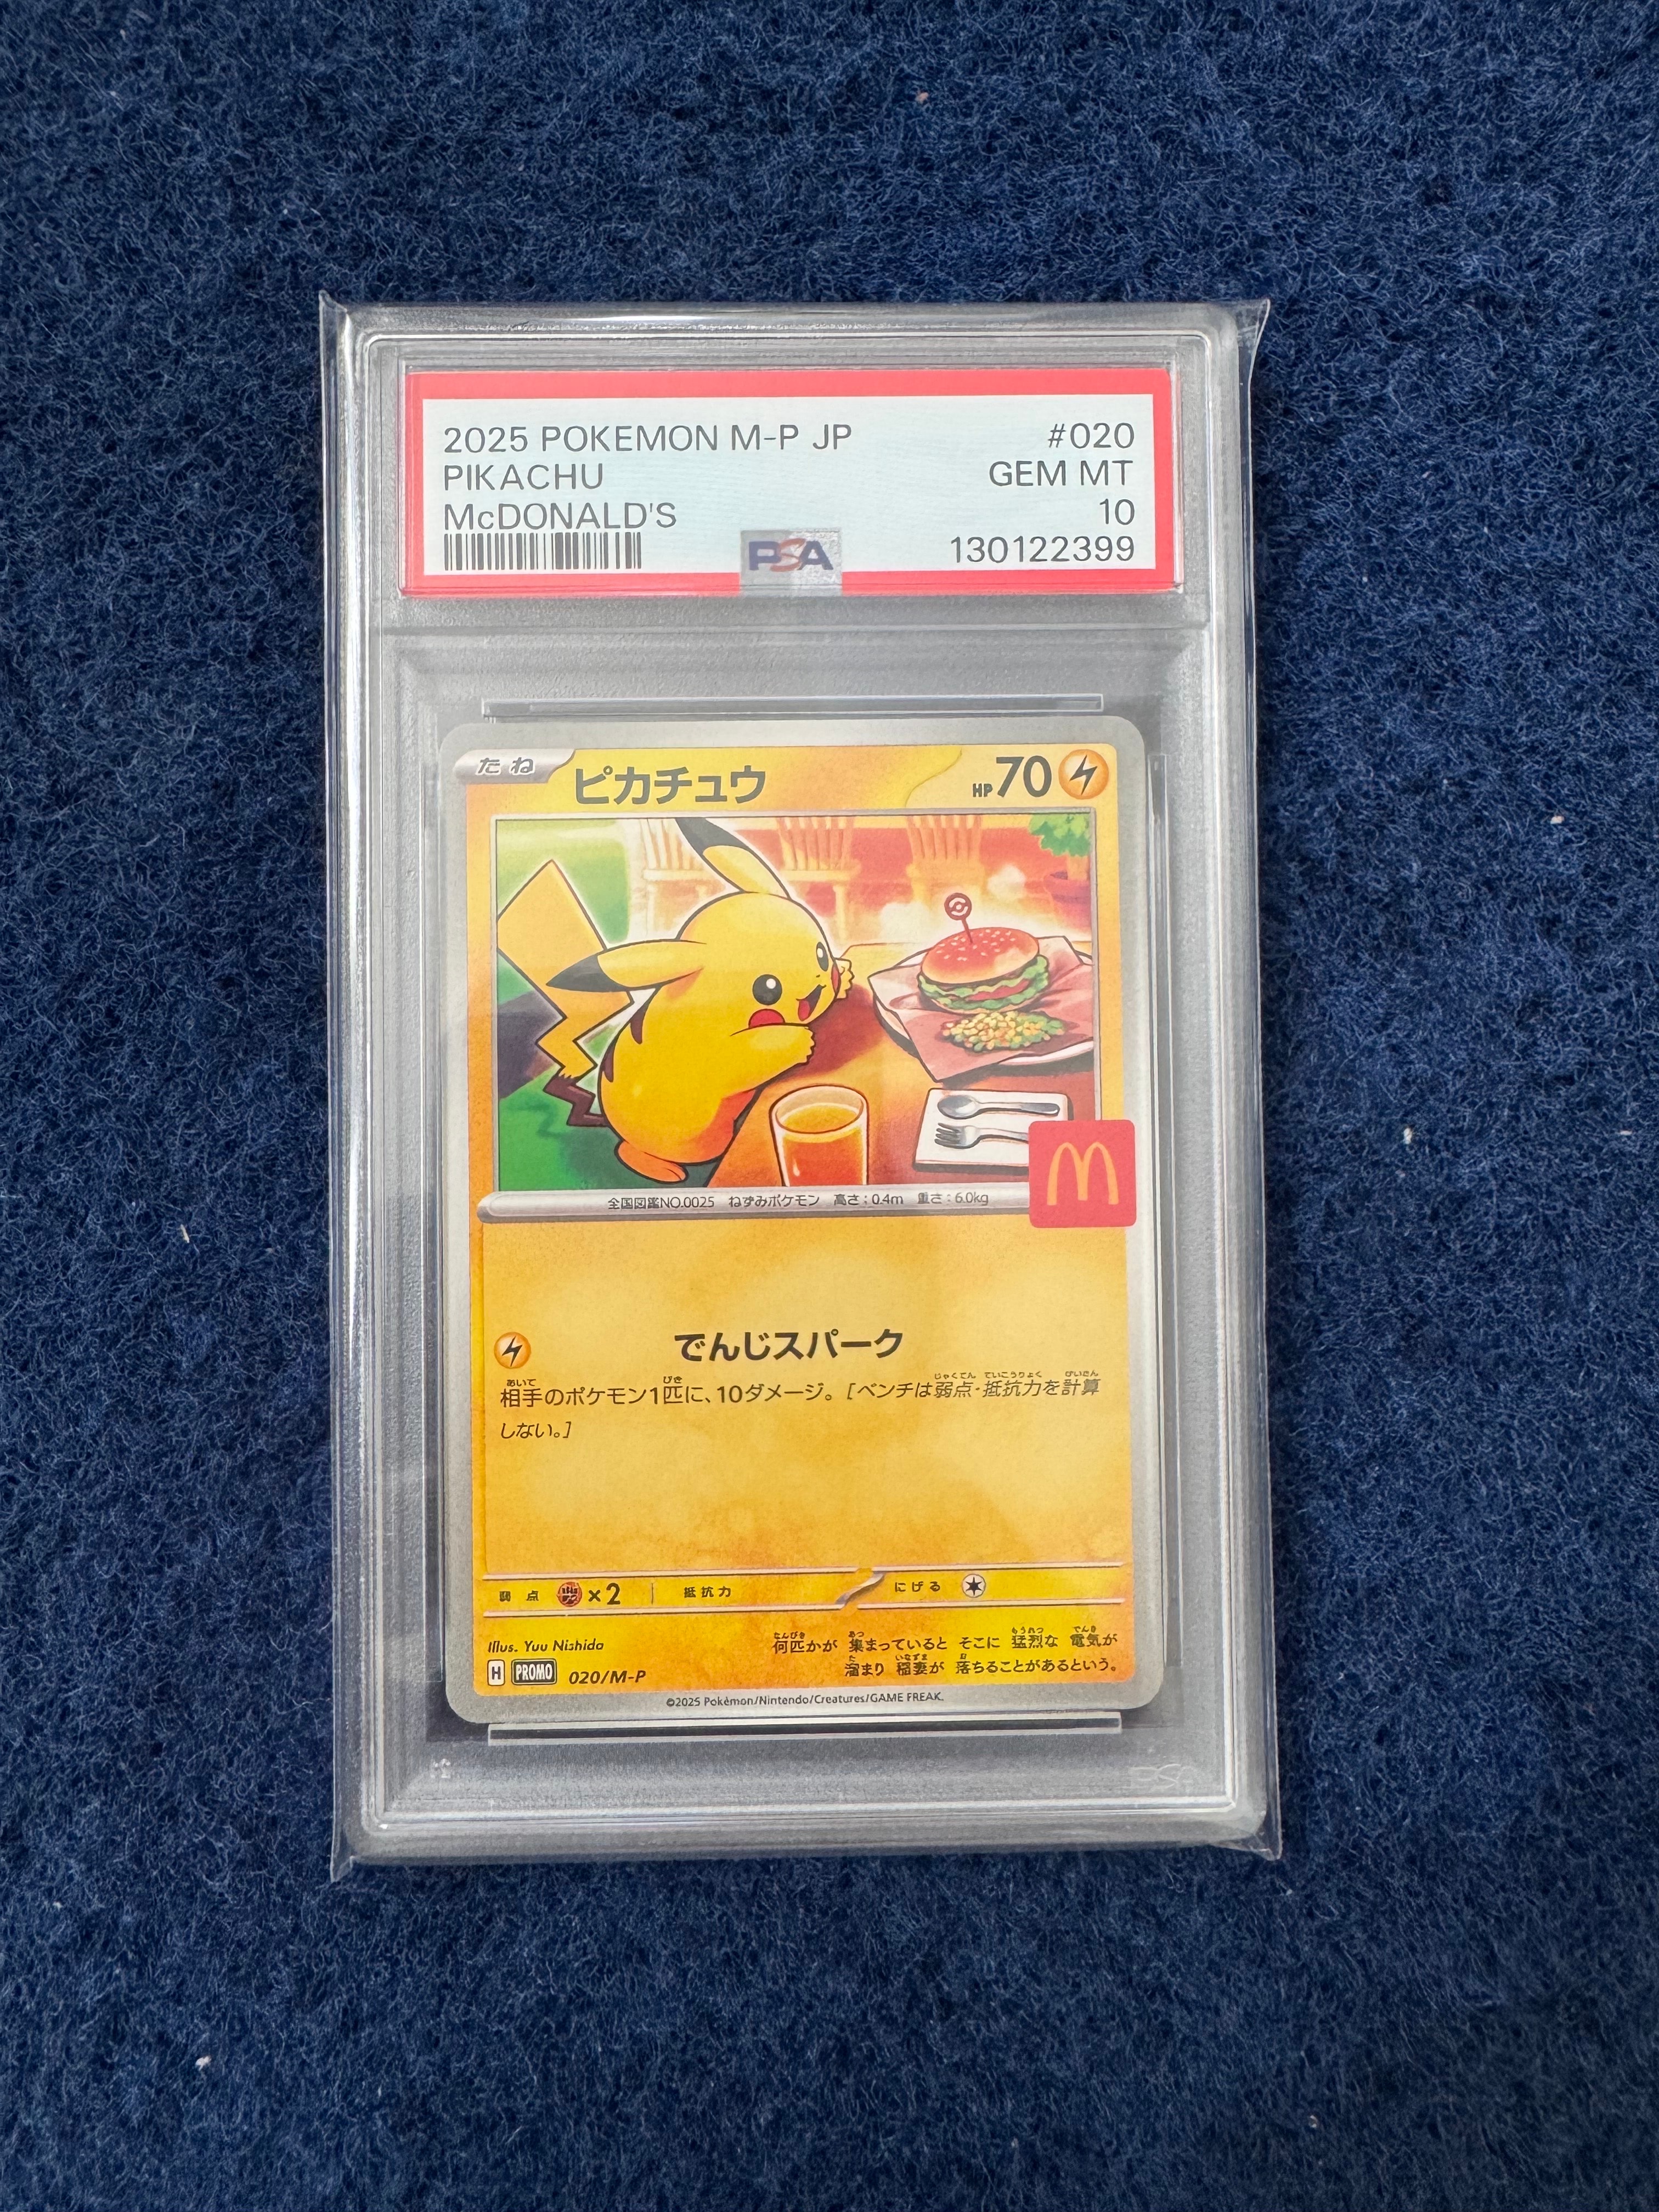 2025 POKEMON M-P JP #020
PIKACHU GEM MT
McDONALD'S 10
PSA 130122399
たね ピカチュウ HP70
全国図鑑NO.0025 ねずみポケモン 高さ:0.4m 重さ:6.0kg
でんじスパーク
相手のポケモン1匹に、10ダメージ。[ベンチは弱点・抵抗力を計算
しない。]
弱点 ×2 抵抗力 にげる
Illus. Yuu Nishida
何匹かが 集まっていると そこに 猛烈な 電気が
溜まり 稲妻が 落ちることがあるという。
H PROMO 020/M-P
©2025 Pokémon/Nintendo/Creatures/GAME FREAK.
PSA